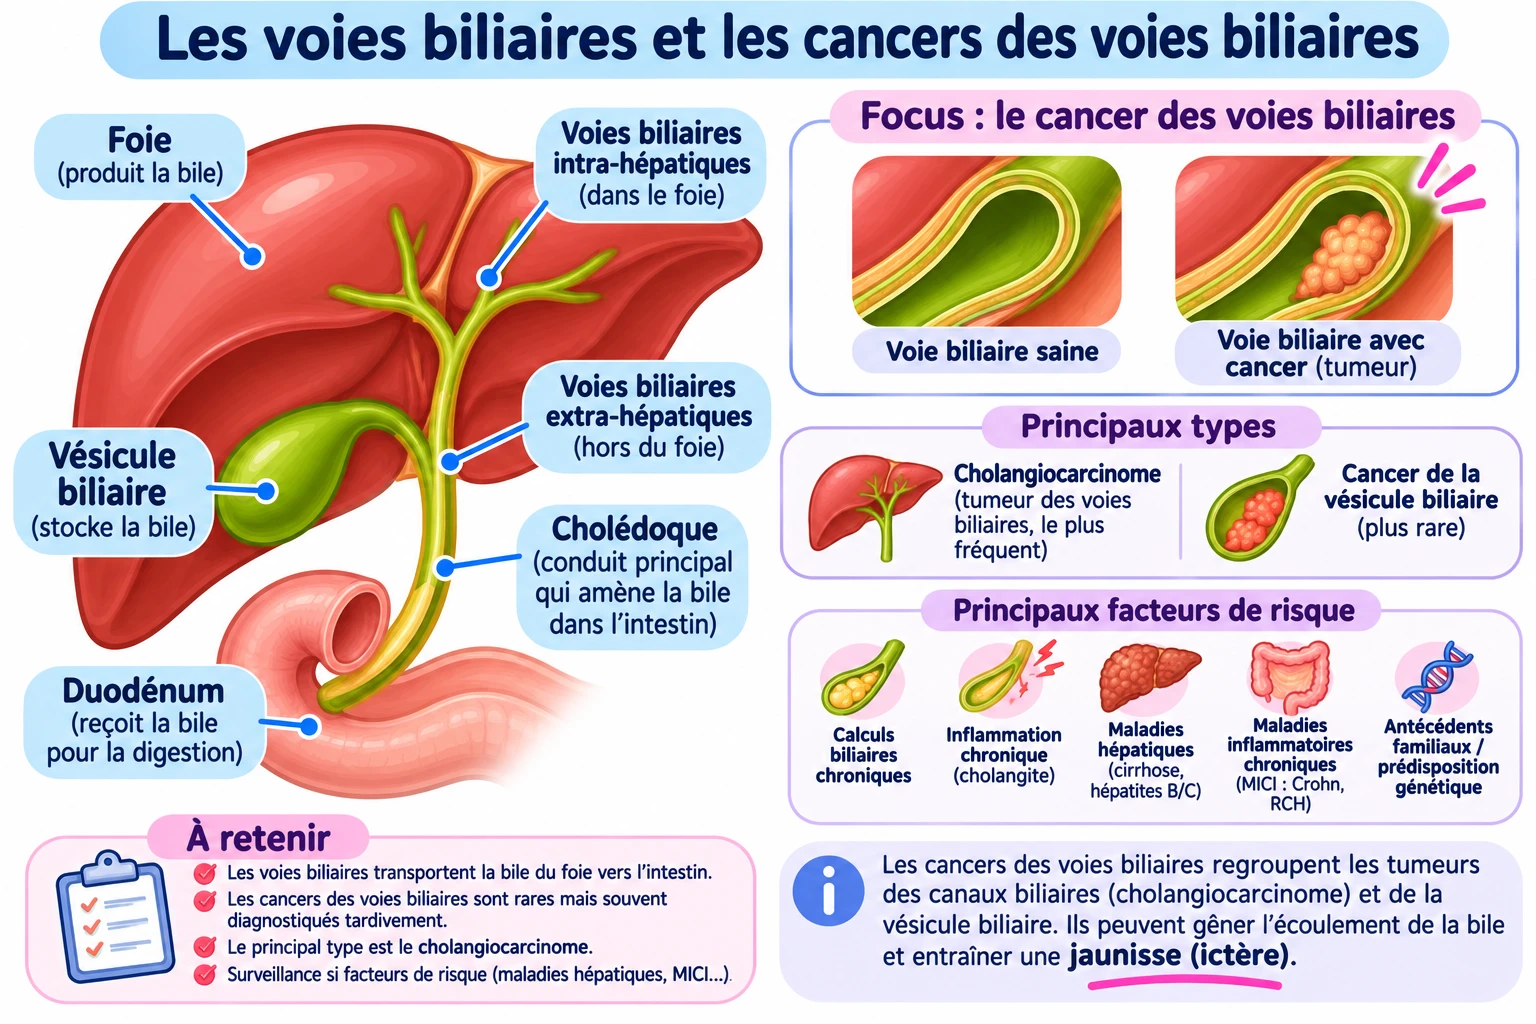 Les voies biliaires et les cancers des voies biliaires
Foie
(produit la bile)
Voies biliaires
intra-hépatiques
(dans le foie)
Voies biliaires
extra-hépatiques
(hors du foie)
Vésicule
biliaire
(stocke la bile)
Cholédoque
(conduit principal
qui amène la bile
dans l'intestin)
Duodénum
(reçoit la bile
pour la digestion)
À retenir
Les voies biliaires transportent la bile du foie vers l'intestin.
Les cancers des voies biliaires sont rares mais souvent
diagnostiqués tardivement.
Le principal type est le cholangiocarcinome.
Surveillance si facteurs de risque (maladies hépatiques, MICI...).
Focus : le cancer des voies biliaires
Voie biliaire saine
Voie biliaire avec
cancer (tumeur)
Principaux types
Cholangiocarcinome
(tumeur des voies
biliaires, le plus
fréquent)
Cancer de la
vésicule biliaire
(plus rare)
Principaux facteurs de risque
Calculs
biliaires
chroniques
Inflammation
chronique
(cholangite)
Maladies
hépatiques
(cirrhose,
hépatites B/C)
Maladies
inflammatoires
chroniques
(MICI : Crohn,
RCH)
Antécédents
familiaux /
prédisposition
génétique
Les cancers des voies biliaires regroupent les tumeurs
des canaux biliaires (cholangiocarcinome) et de la
vésicule biliaire. Ils peuvent gêner l'écoulement de la bile
et entraîner une jaunisse (ictère).